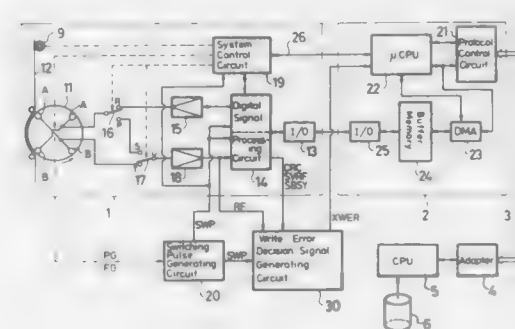 9
12
11
A
A
B
B
16
R
P
S
17
1
System
Control
Circuit
19
26
15
18
Digital
Signal
Processing
Circuit
14
I/O
13
I/O
25
μCPU
22
21
Protocol
Control
Circuit
Buffer
Memory
24
DMA
23
CRC
SYRF
SBSY
RF
SWP
XWER
2
3
PG
FG
Switching
Pulse
Generating
Circuit
20
SWP
Write Error
Decision Signal
Generating
Circuit
30
CPU
5
Adapter
4
6